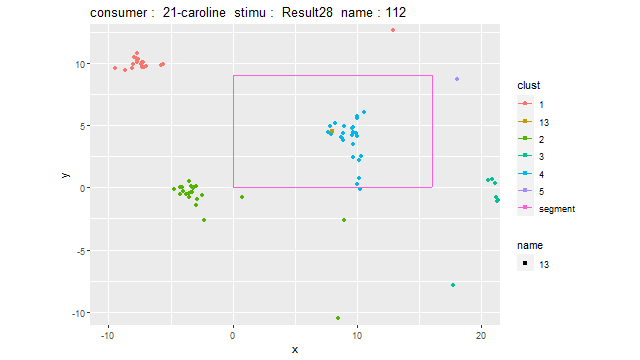 consumer : 21-caroline stimu : Result28 name : 112
10
5
0
-5
-10
y
-10
0
10
20
x
clust
1
13
2
3
4
5
segment
name
13